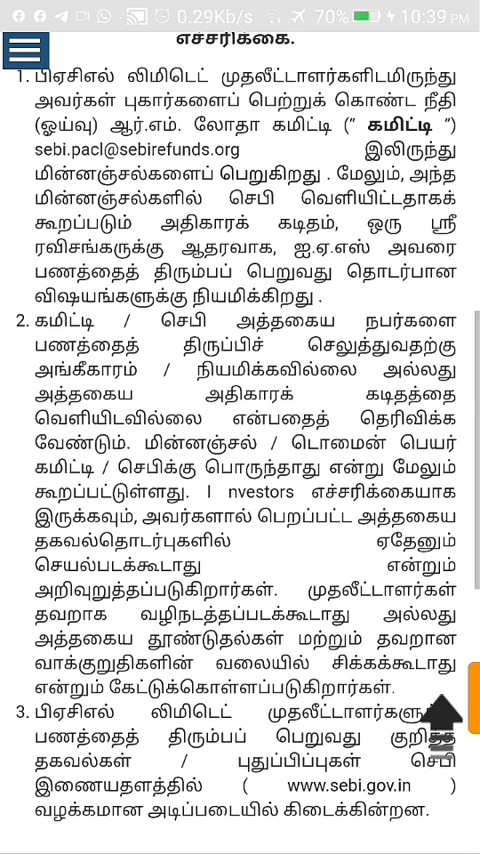 0.29Kb/s 70% 10:39 PM
எச்சரிக்கை.
1. பிஏசிஎல் லிமிடெட் முதலீட்டாளர்களிடமிருந்து
அவர்கள் புகார்களைப் பெற்றுக் கொண்ட நீதி
(ஓய்வு) ஆர்.எம். லோதா கமிட்டி (“ கமிட்டி ”)
sebi.pacl@sebirefunds.org இலிருந்து
மின்னஞ்சல்களைப் பெறுகிறது . மேலும், அந்த
மின்னஞ்சல்களில் செபி வெளியிட்டதாகக்
கூறப்படும் அதிகாரக் கடிதம், ஒரு ஸ்ரீ
ரவிசங்கருக்கு ஆதரவாக, ஐ.ஏ.எஸ் அவரை
பணத்தைத் திரும்பப் பெறுவது தொடர்பான
விஷயங்களுக்கு நியமிக்கிறது .
2. கமிட்டி / செபி அத்தகைய நபர்களை
பணத்தைத் திருப்பிச் செலுத்துவதற்கு
அங்கீகாரம் / நியமிக்கவில்லை அல்லது
அத்தகைய அதிகாரக் கடிதத்தை
வெளியிடவில்லை என்பதைத் தெரிவிக்க
வேண்டும். மின்னஞ்சல் / டொமைன் பெயர்
கமிட்டி / செபிக்கு பொருந்தாது என்று மேலும்
கூறப்பட்டுள்ளது. I nvestors எச்சரிக்கையாக
இருக்கவும், அவர்களால் பெறப்பட்ட அத்தகைய
தகவல்தொடர்புகளில் ஏதேனும்
செயல்படக்கூடாது என்றும்
அறிவுறுத்தப்படுகிறார்கள். முதலீட்டாளர்கள்
தவறாக வழிநடத்தப்படக்கூடாது அல்லது
அத்தகைய தூண்டுதல்கள் மற்றும் தவறான
வாக்குறுதிகளின் வலையில் சிக்கக்கூடாது
என்றும் கேட்டுக்கொள்ளப்படுகிறார்கள்.
3. பிஏசிஎல் லிமிடெட்
பணத்தைத் திரும்பப் பெறுவது குறித்த
தகவல்கள் / புதுப்பிப்புகள் செபி
இணையதளத்தில் ( www.sebi.gov.in )
வழக்கமான அடிப்படையில் கிடைக்கின்றன.